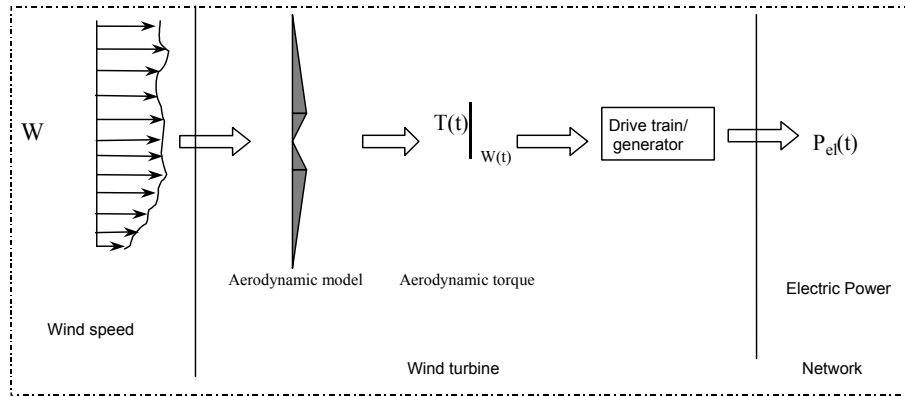 W
T(t)
W(t)
Drive train/
generator
P_el(t)
Aerodynamic model
Aerodynamic torque
Electric Power
Wind speed
Wind turbine
Network